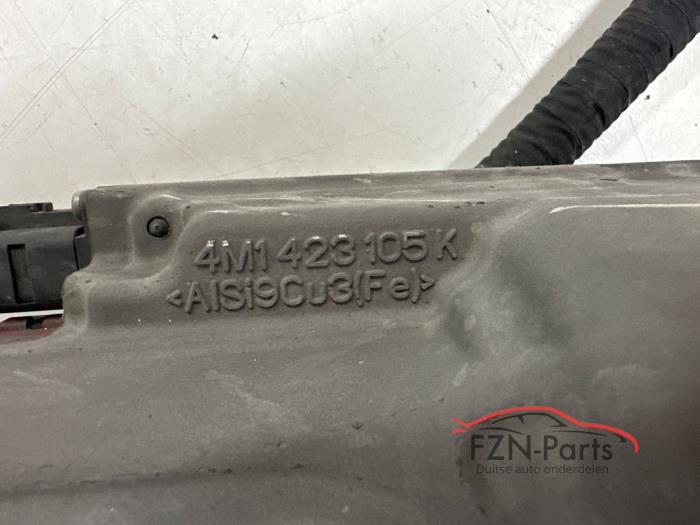 4M1 423 105 K
<AlSi9Cu3(Fe)>
FZN-Parts
Duitse auto onderdelen